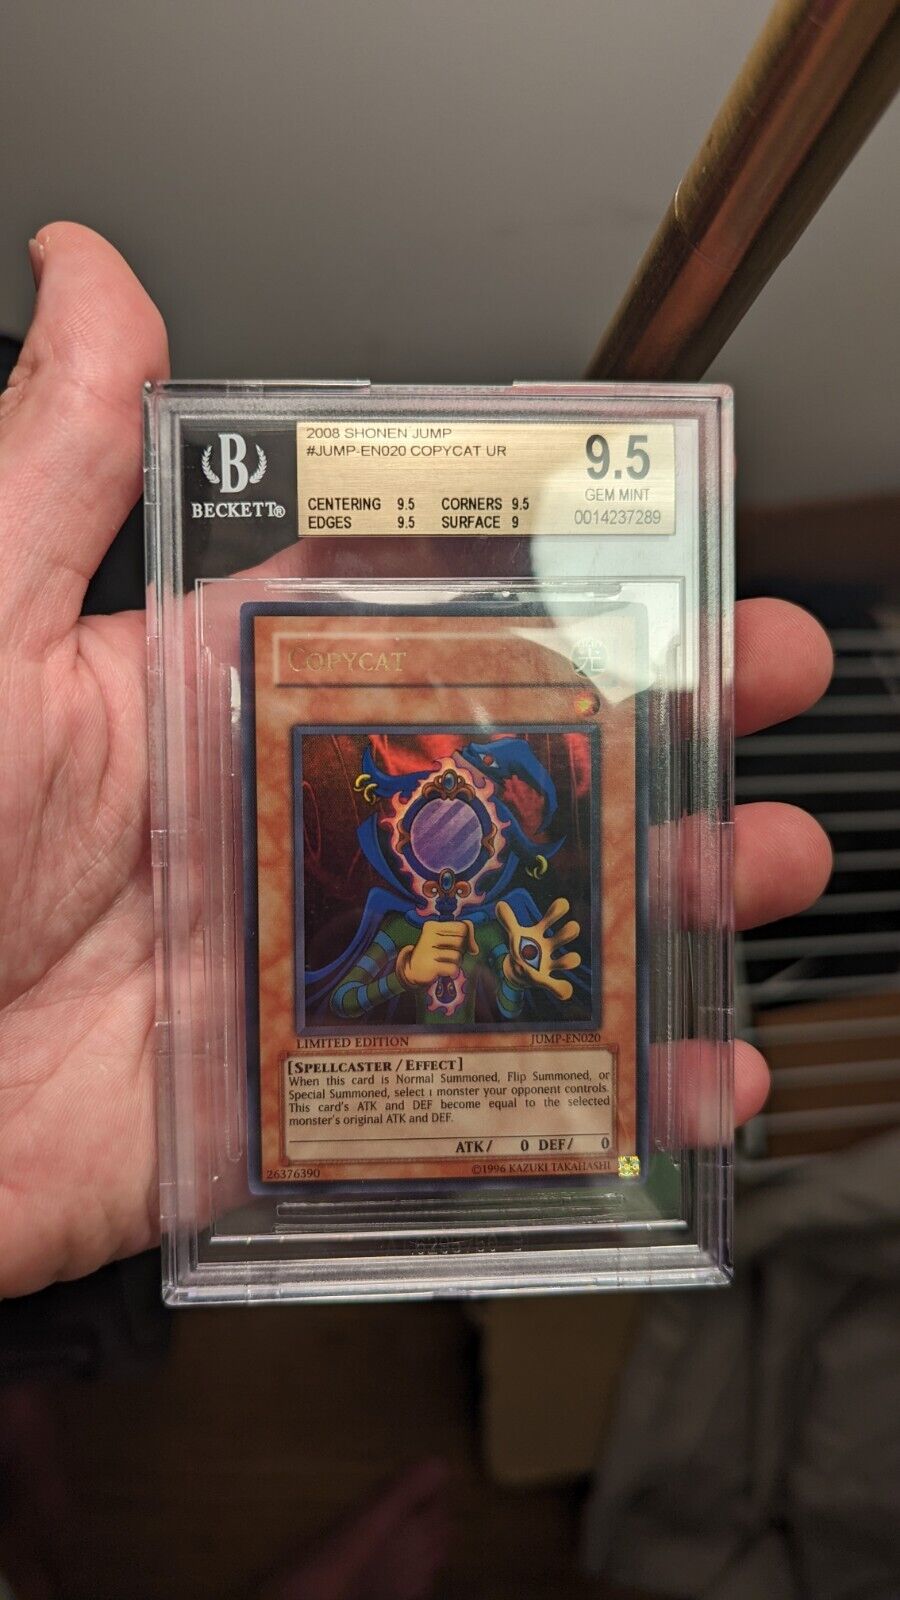 2008 SHONEN JUMP
#JUMP-EN020 COPYCAT UR
CENTERING 9.5 CORNERS 9.5
EDGES 9.5 SURFACE 9
9.5
GEM MINT
0014237289
B
BECKETT®
COPYCAT
光
LIMITED EDITION JUMP-EN020
[SPELLCASTER/EFFECT]
When this card is Normal Summoned, Flip Summoned, or
Special Summoned, select 1 monster your opponent controls.
This card's ATK and DEF become equal to the selected
monster's original ATK and DEF.
ATK/ 0 DEF/ 0
26376390 ©1996 KAZUKI TAKAHASHI